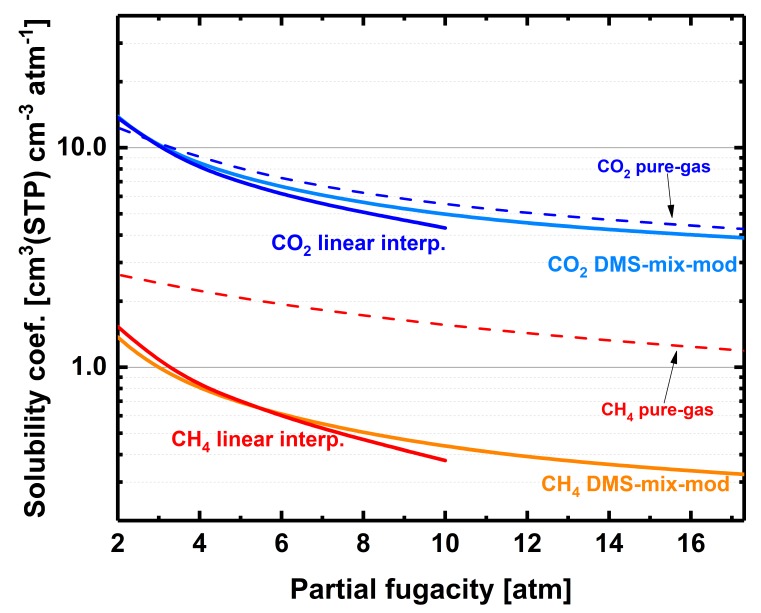 Solubility coef. [cm³(STP) cm⁻³ atm⁻¹]
10.0
1.0
CO₂ pure-gas
CO₂ linear interp.
CO₂ DMS-mix-mod
CH₄ pure-gas
CH₄ linear interp.
CH₄ DMS-mix-mod
2 4 6 8 10 12 14 16
Partial fugacity [atm]